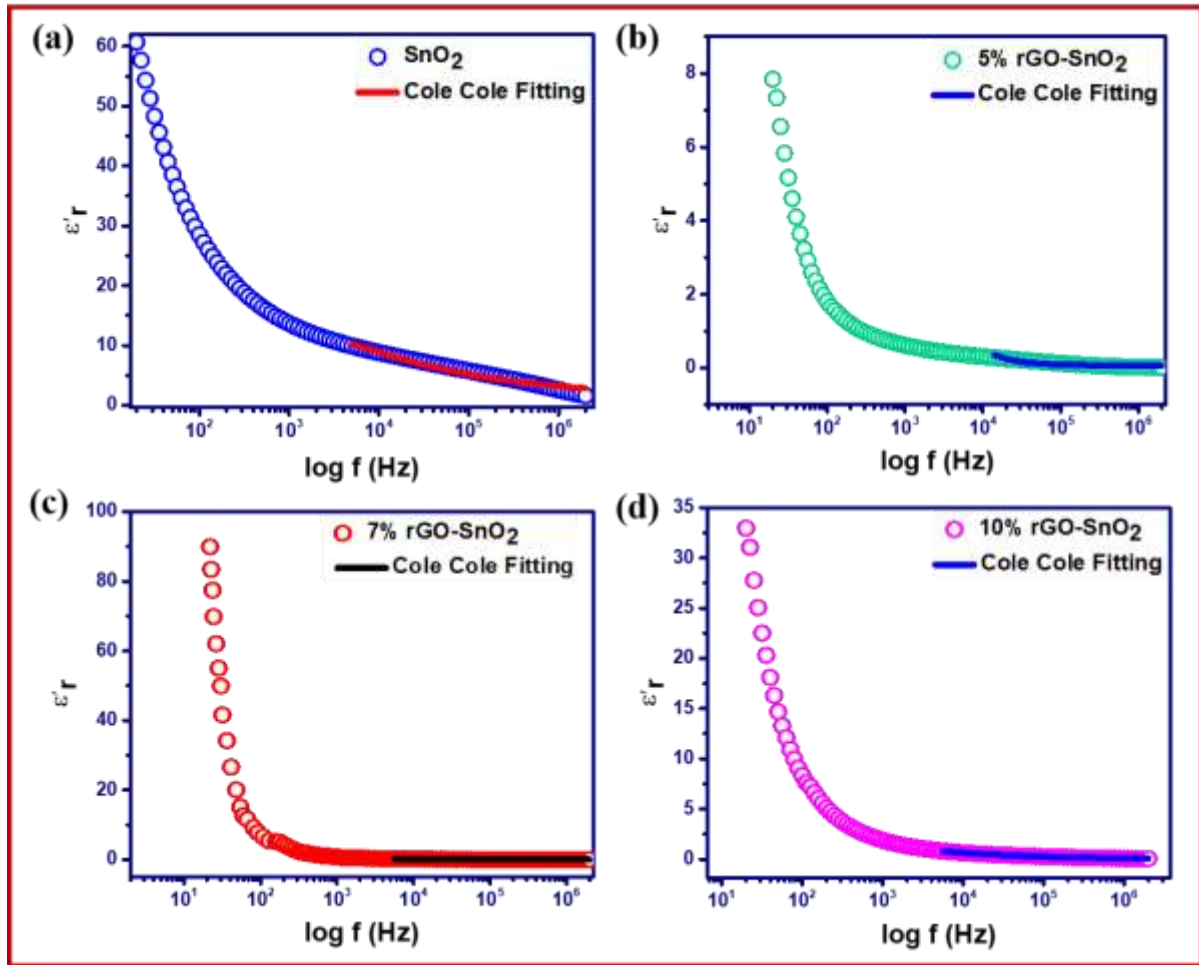 (a)
SnO2
Cole Cole Fitting
60
50
40
30
20
10
0
ε'r
10^2
10^3
10^4
10^5
10^6
log f (Hz)
(b)
5% rGO-SnO2
Cole Cole Fitting
8
6
4
2
0
ε'r
10^1
10^2
10^3
10^4
10^5
10^6
log f (Hz)
(c)
7% rGO-SnO2
Cole Cole Fitting
100
80
60
40
20
0
ε'r
10^1
10^2
10^3
10^4
10^5
10^6
log f (Hz)
(d)
10% rGO-SnO2
Cole Cole Fitting
35
30
25
20
15
10
5
0
ε'r
10^1
10^2
10^3
10^4
10^5
10^6
log f (Hz)